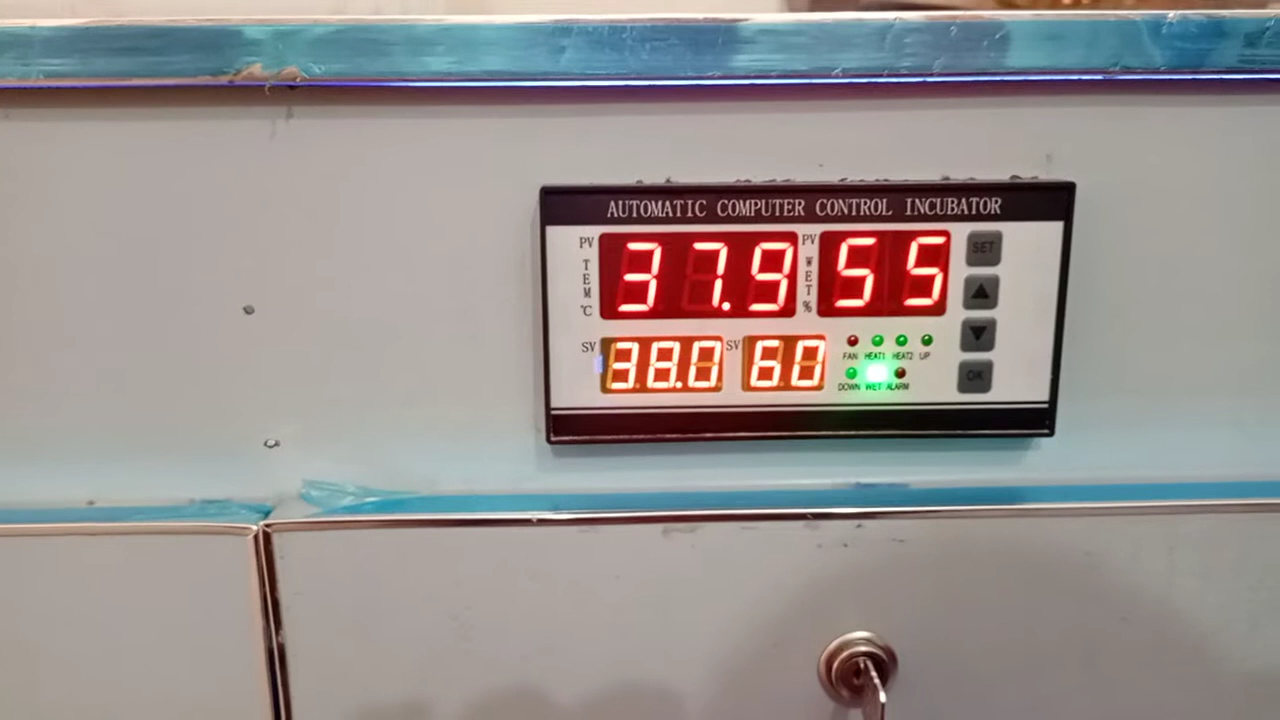 AUTOMATIC COMPUTER CONTROL INCUBATOR
PV TEM °C 37.9 PV WET % 55 SET
SV 38.0 SV 60
FAN HEAT1 HEAT2 UP
DOWN WET ALARM OK